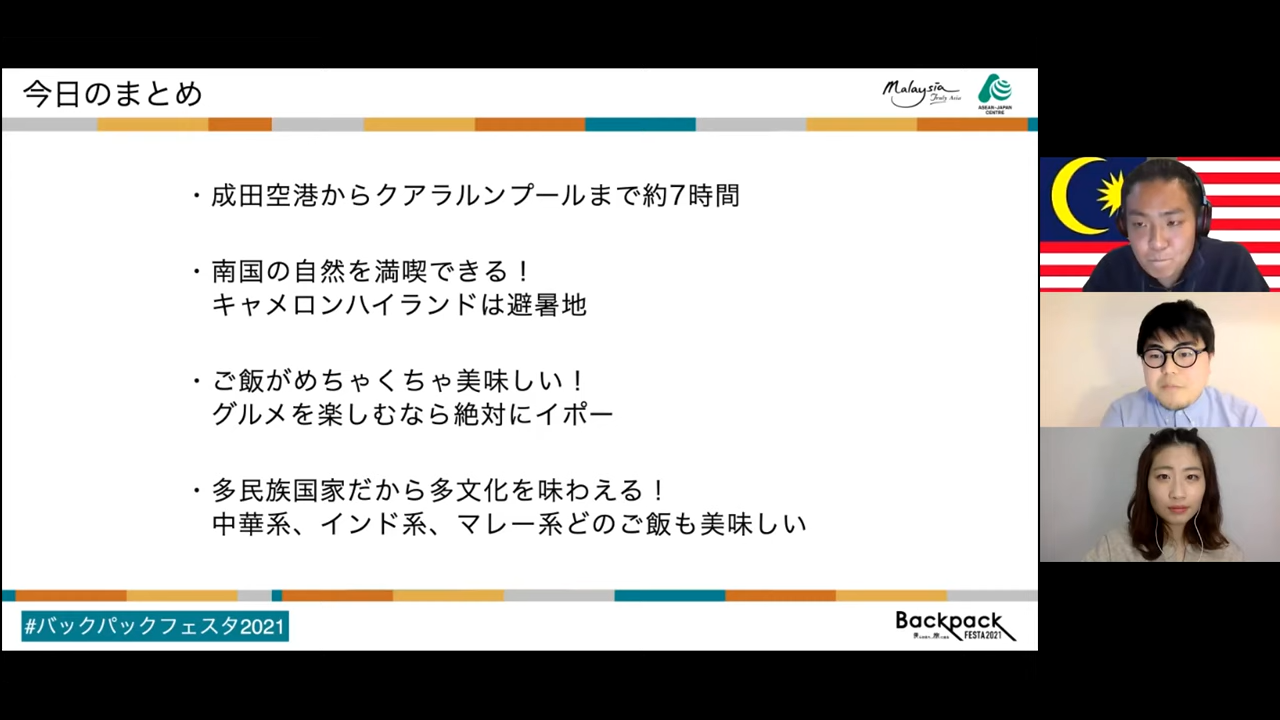 今日のまとめ
Malaysia
Truly Asia
ASEAN-JAPAN
CENTRE
・成田空港からクアラルンプールまで約7時間
・南国の自然を満喫できる！
キャメロンハイランドは避暑地
・ご飯がめちゃくちゃ美味しい！
グルメを楽しむなら絶対にイポー
・多民族国家だから多文化を味わえる！
中華系、インド系、マレー系どのご飯も美味しい
#バックパックフェスタ2021
Backpack
FESTA2021